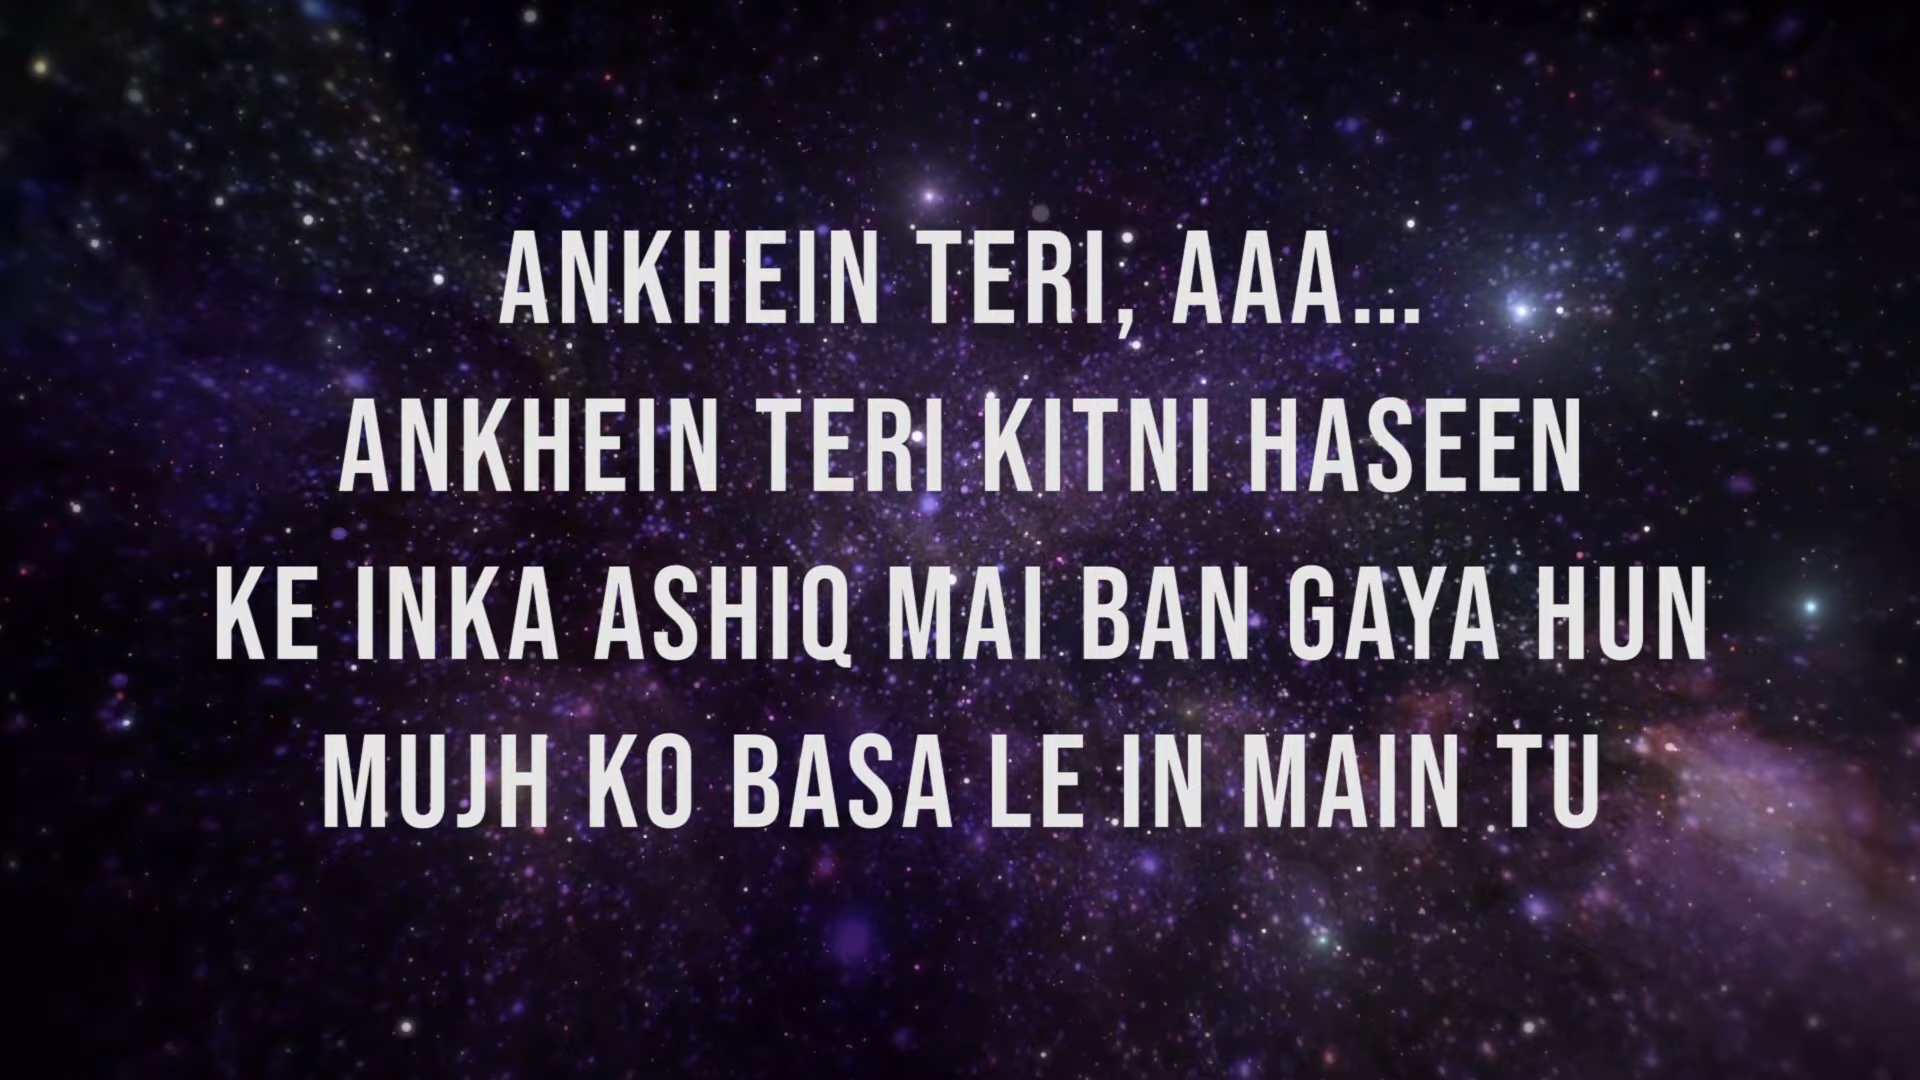 ANKHEIN TERI, AAA...
ANKHEIN TERI KITNI HASEEN
KE INKA ASHIQ MAI BAN GAYA HUN
MUJH KO BASA LE IN MAIN TU